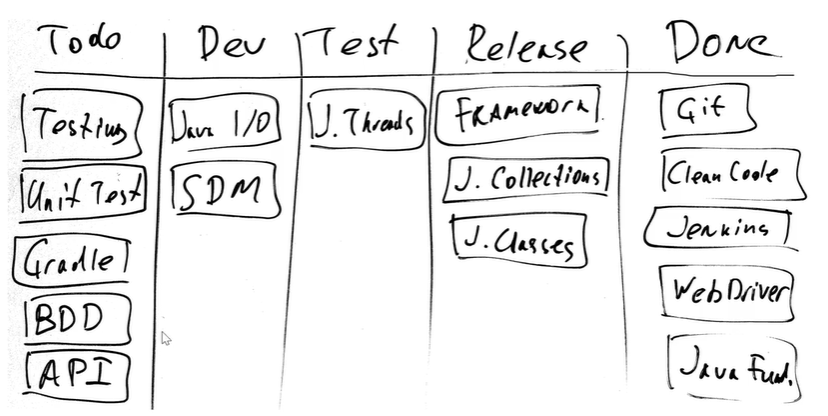 Todo Dev Test Release Done
Testing Java I/O J. Threads Framework Git
Unit Test SDM J. Collections Clean Code
Gradle J. Classes Jenkins
BDD WebDriver
API Java Fund.